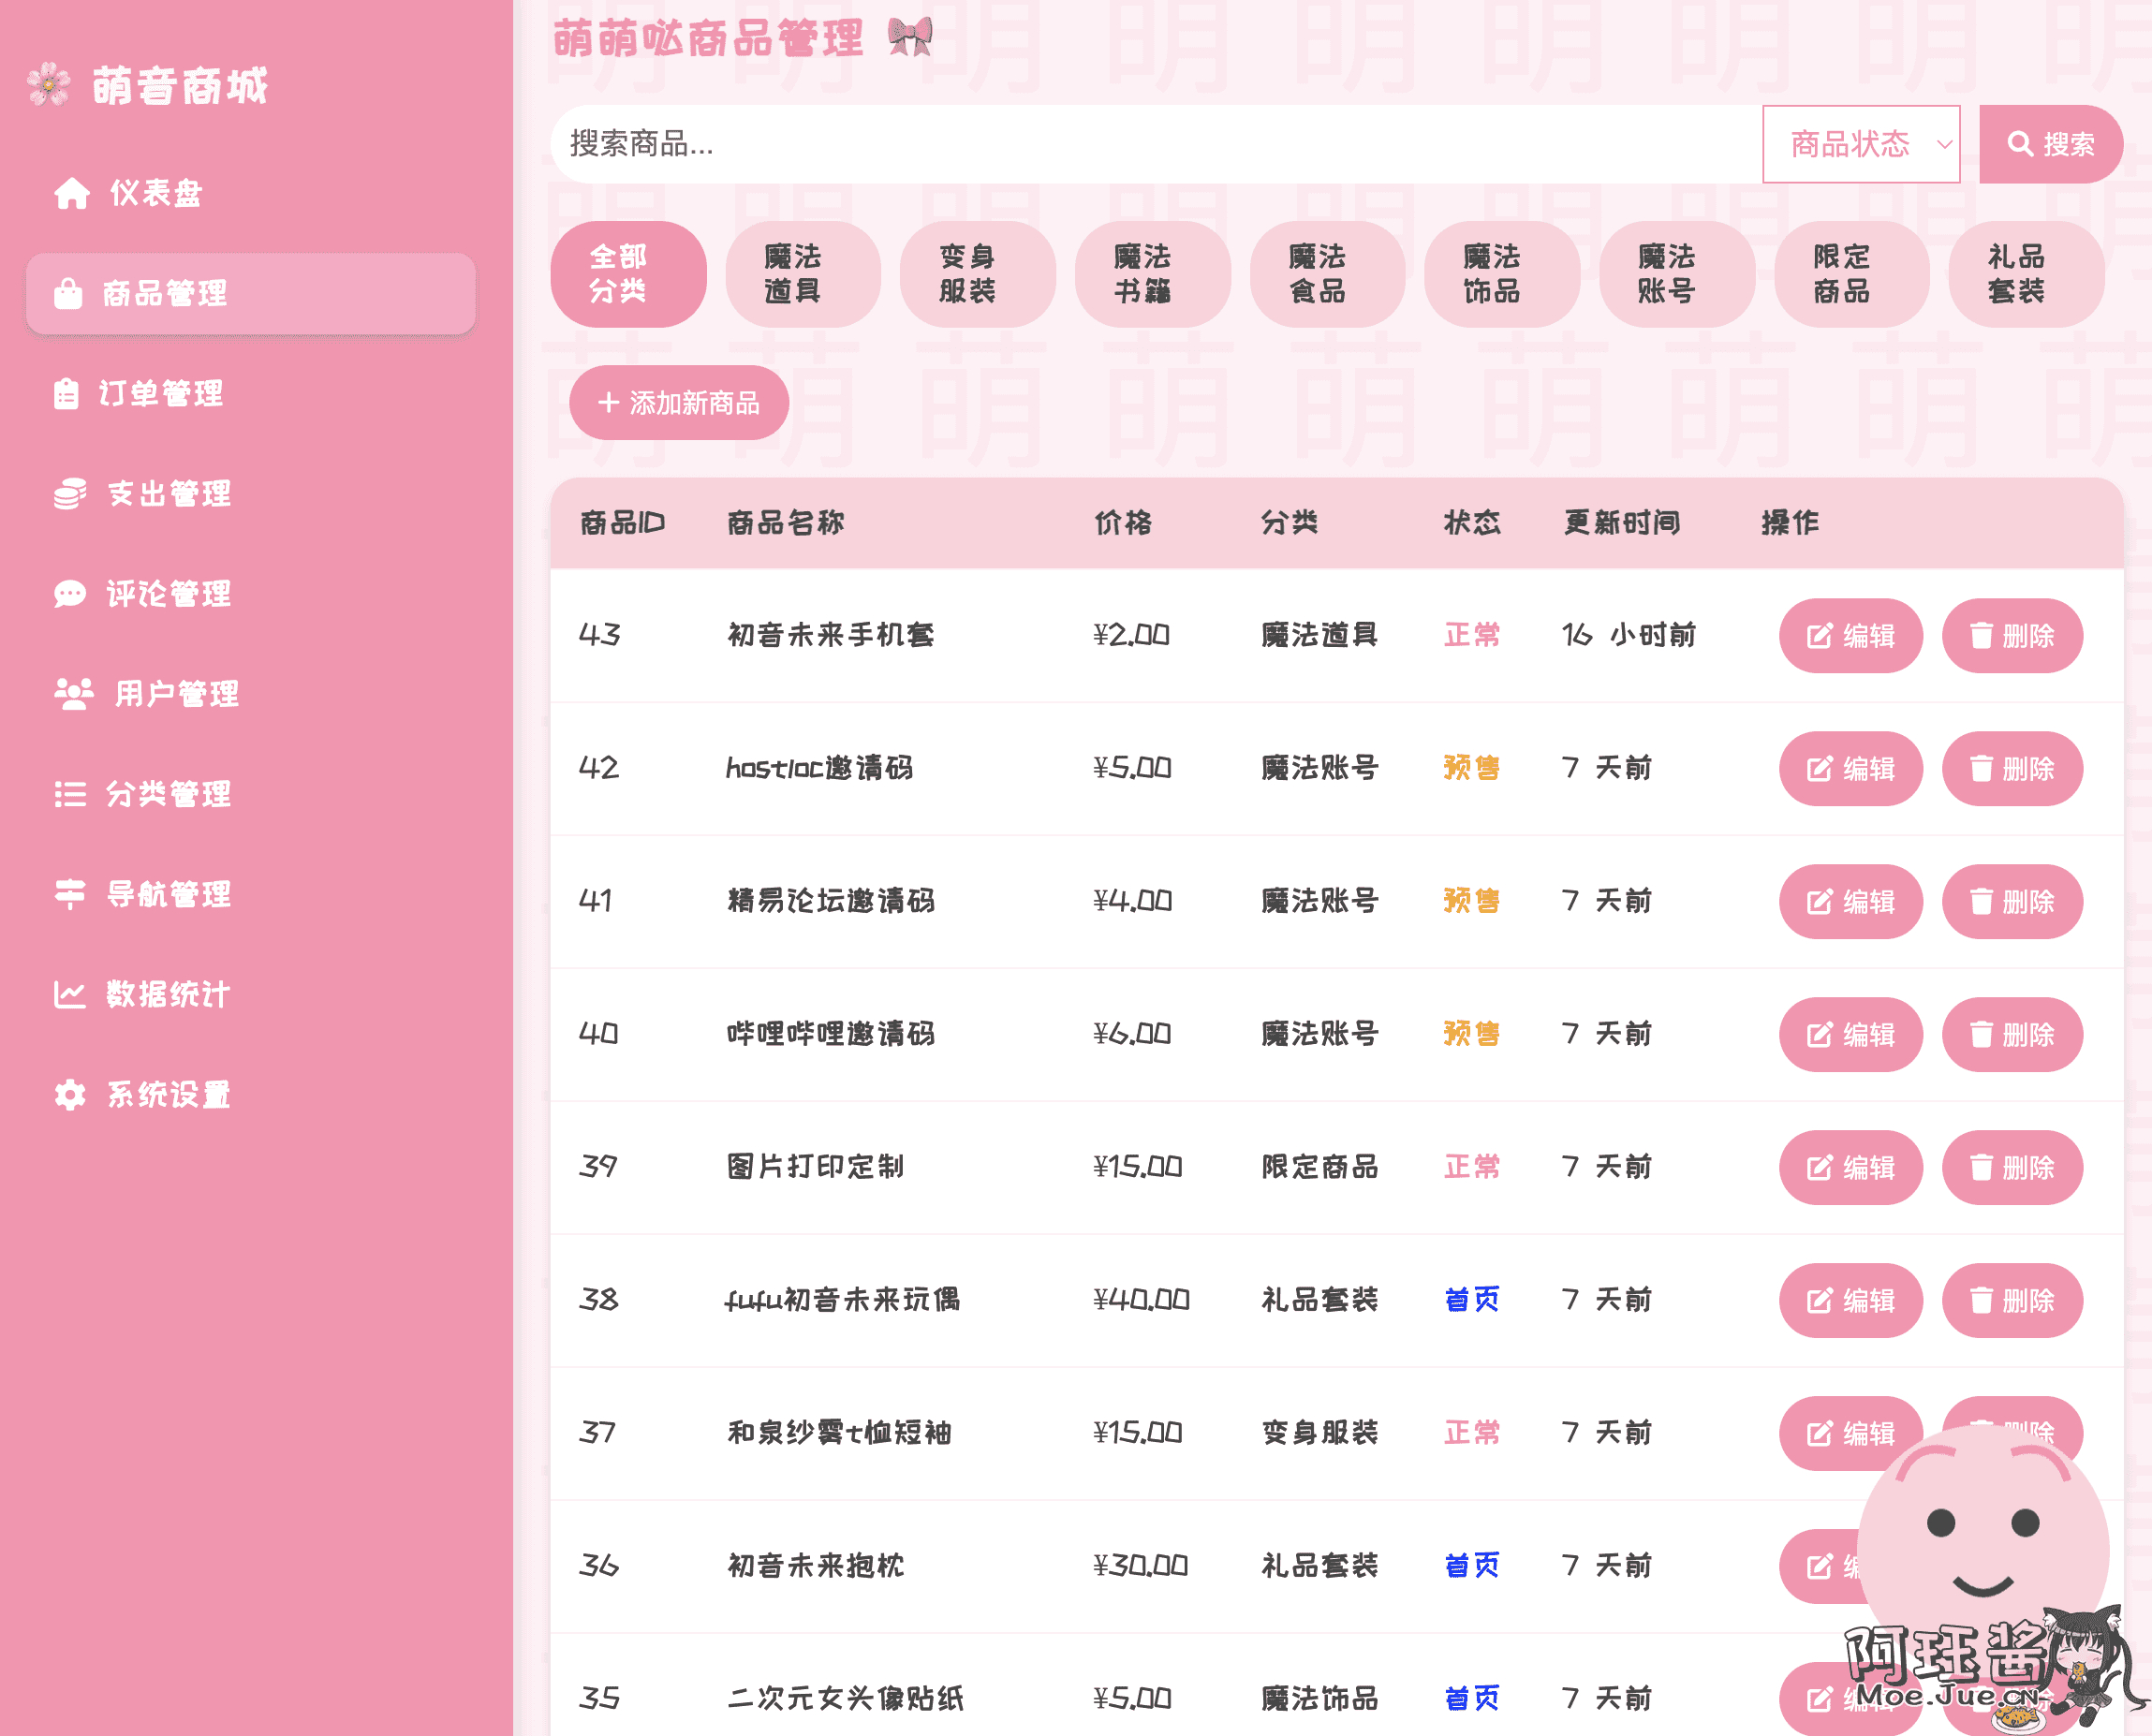 萌萌哒商品管理
萌音商城
仪表盘
商品管理
订单管理
支出管理
评论管理
用户管理
分类管理
导航管理
数据统计
系统设置
搜索商品...
商品状态
搜索
全部分类
魔法道具
变身服装
魔法书籍
魔法食品
魔法饰品
魔法账号
限定商品
礼品套装
添加新商品
商品ID 商品名称 价格 分类 状态 更新时间 操作
43 初音未来手机套 ¥2.00 魔法道具 正常 16 小时前 编辑 删除
42 hostloc邀请码 ¥5.00 魔法账号 预售 7 天前 编辑 删除
41 精易论坛邀请码 ¥4.00 魔法账号 预售 7 天前 编辑 删除
40 哔哩哔哩邀请码 ¥6.00 魔法账号 预售 7 天前 编辑 删除
39 图片打印定制 ¥15.00 限定商品 正常 7 天前 编辑 删除
38 fufu初音未来玩偶 ¥40.00 礼品套装 首页 7 天前 编辑 删除
37 和泉纱雾t恤短袖 ¥15.00 变身服装 正常 7 天前 编辑 删除
36 初音未来抱枕 ¥30.00 礼品套装 首页 7 天前
35 二次元女头像贴纸 ¥5.00 魔法饰品 首页 7 天前
阿珏酱
Moe.Jue.cn